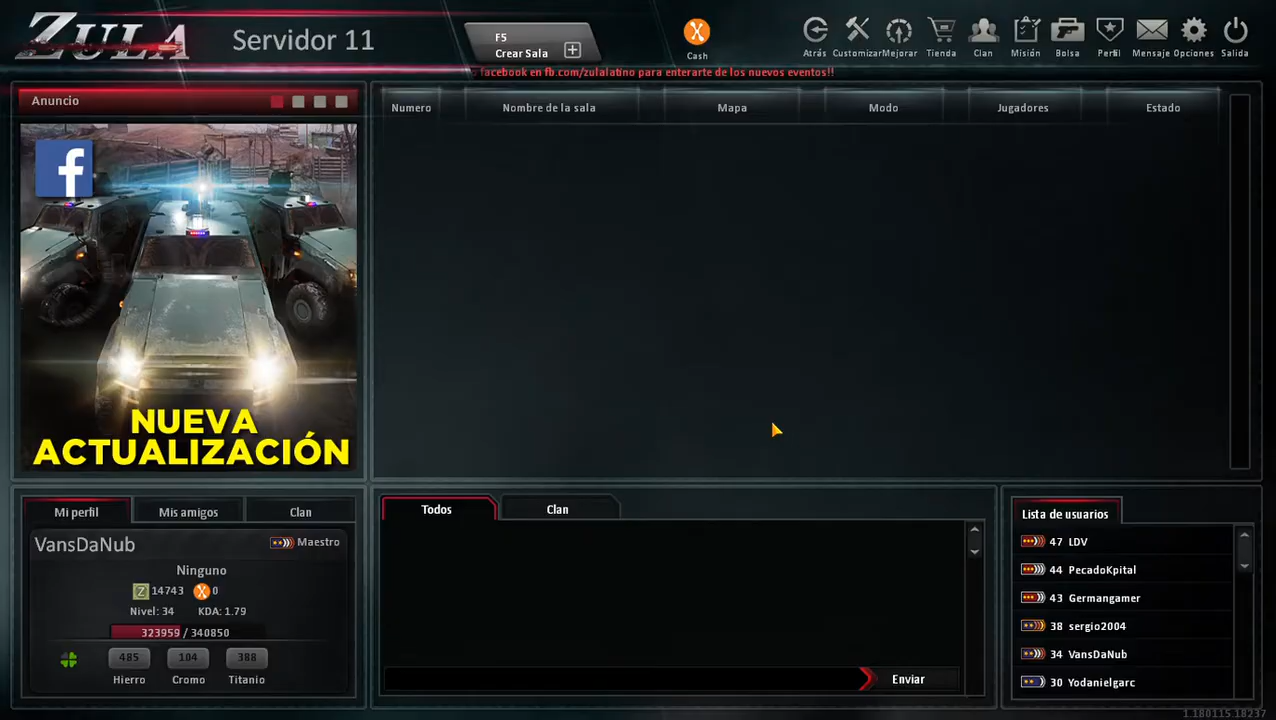 ZULA
Servidor 11
F5
Crear Sala
Cash
Atrás
Customizar
Mejorar
Tienda
Clan
Misión
Bolsa
Perfil
Mensaje
Opciones
Salida
facebook en fb.com/zulalatino para enterarte de los nuevos eventos!!
Anuncio
Numero
Nombre de la sala
Mapa
Modo
Jugadores
Estado
f
NUEVA
ACTUALIZACIÓN
Mi perfil
Mis amigos
Clan
VansDaNub
Maestro
Ninguno
Z 14743
X 0
Nivel: 34
KDA: 1.79
323959 / 340850
485
104
388
Hierro
Cromo
Titanio
Todos
Clan
Enviar
Lista de usuarios
47 LDV
44 PecadoKpital
43 Germangamer
38 sergio2004
34 VansDaNub
30 Yodanielgarc
1.180115.18237